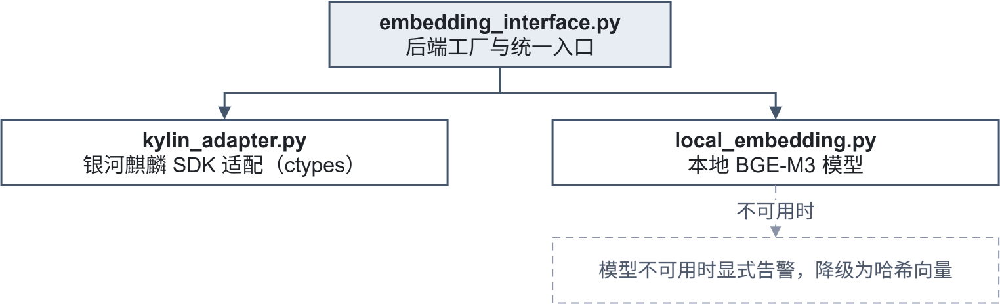 embedding_interface.py
后端工厂与统一入口
kylin_adapter.py
银河麒麟 SDK 适配（ctypes）
local_embedding.py
本地 BGE-M3 模型
不可用时
模型不可用时显式告警，降级为哈希向量